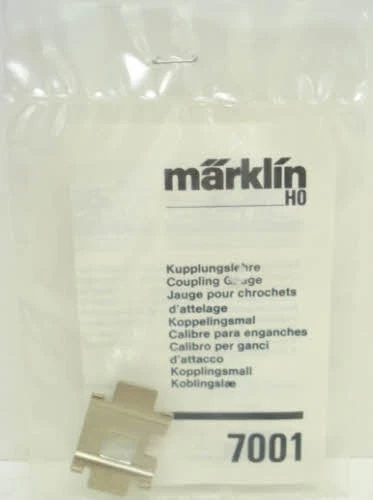 märklin
HO
Kupplungslehre
Coupling Gauge
Jauge pour chrochets
d'attelage
Koppelingsmal
Calibre para enganches
Calibro per ganci
d'attacco
Kopplingsmall
Koblingslæ
7001